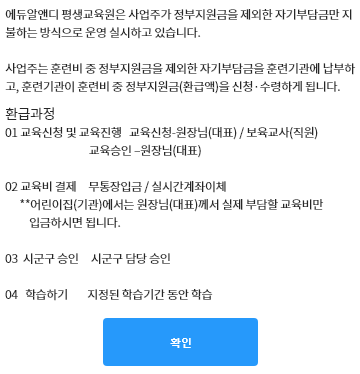 에듀알앤디 평생교육원은 사업주가 정부지원금을 제외한 자기부담금만 지
불하는 방식으로 운영 실시하고 있습니다.
사업주는 훈련비 중 정부지원금을 제외한 자기부담금을 훈련기관에 납부하
고, 훈련기관이 훈련비 중 정부지원금(환급액)을 신청·수령하게 됩니다.
환급과정
01 교육신청 및 교육진행 교육신청-원장님(대표) / 보육교사(직원)
교육승인 –원장님(대표)
02 교육비 결제 무통장입금 / 실시간계좌이체
**어린이집(기관)에서는 원장님(대표)께서 실제 부담할 교육비만
입금하시면 됩니다.
03 시군구 승인 시군구 담당 승인
04 학습하기 지정된 학습기간 동안 학습
확인